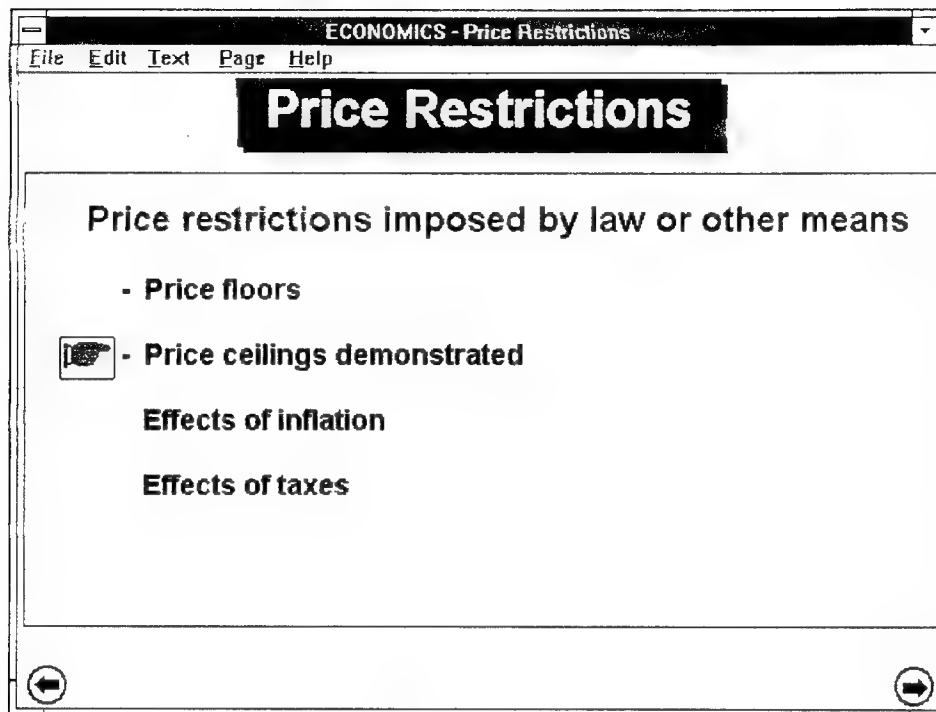 ECONOMICS - Price Restrictions
File Edit Text Page Help
Price Restrictions
Price restrictions imposed by law or other means
- Price floors
- Price ceilings demonstrated
Effects of inflation
Effects of taxes